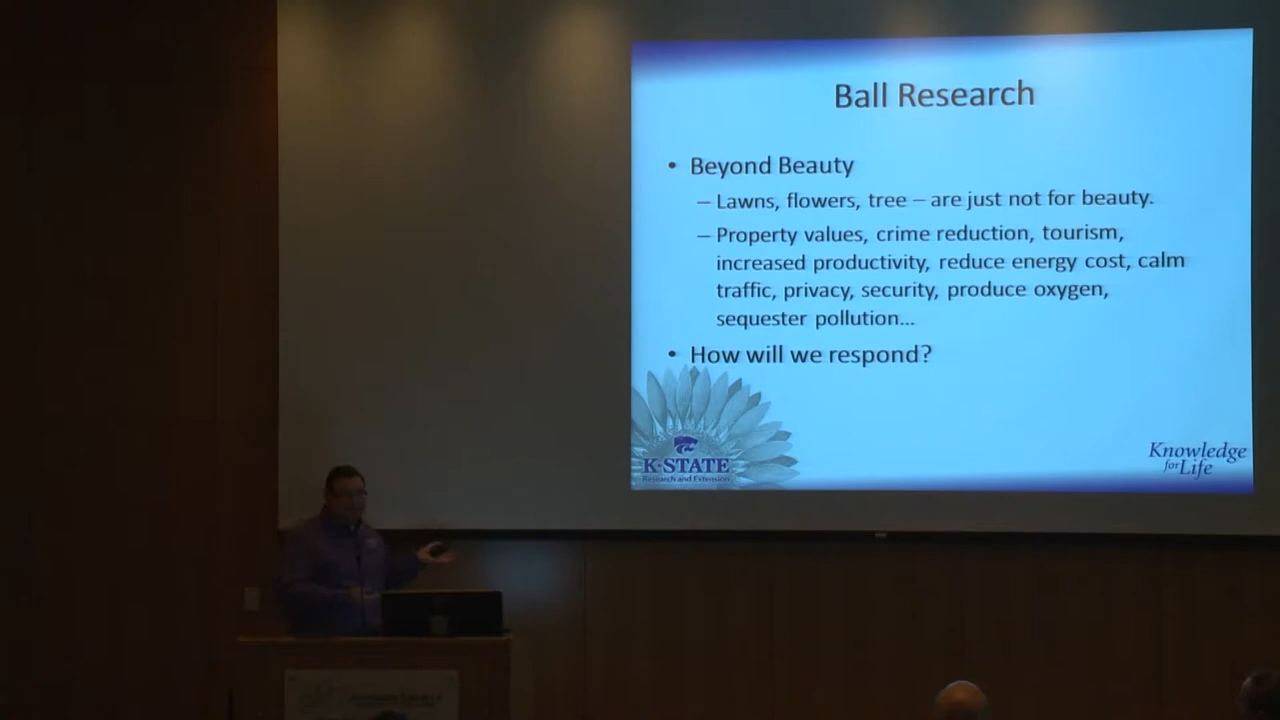 Ball Research
• Beyond Beauty
– Lawns, flowers, tree – are just not for beauty.
– Property values, crime reduction, tourism,
increased productivity, reduce energy cost, calm
traffic, privacy, security, produce oxygen,
sequester pollution...
• How will we respond?
K-STATE
Research and Extension
Knowledge
for Life